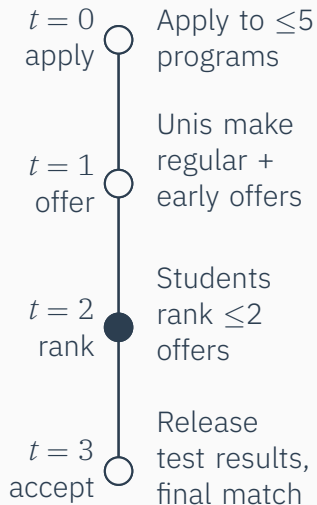 t = 0
apply
Apply to ≤5
programs
t = 1
offer
Unis make
regular +
early offers
t = 2
rank
Students
rank ≤2
offers
t = 3
accept
Release
test results,
final match